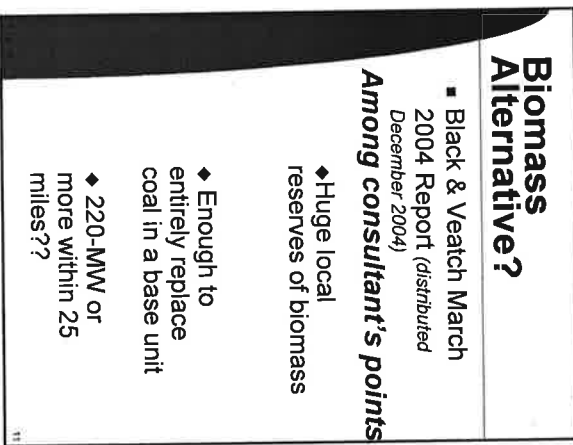 Biomass
Alternative?
▪ Black & Veatch March
2004 Report (distributed
December 2004)
Among consultant's points
◆Huge local
reserves of biomass
◆ Enough to
entirely replace
coal in a base unit
◆ 220-MW or
more within 25
miles??
11